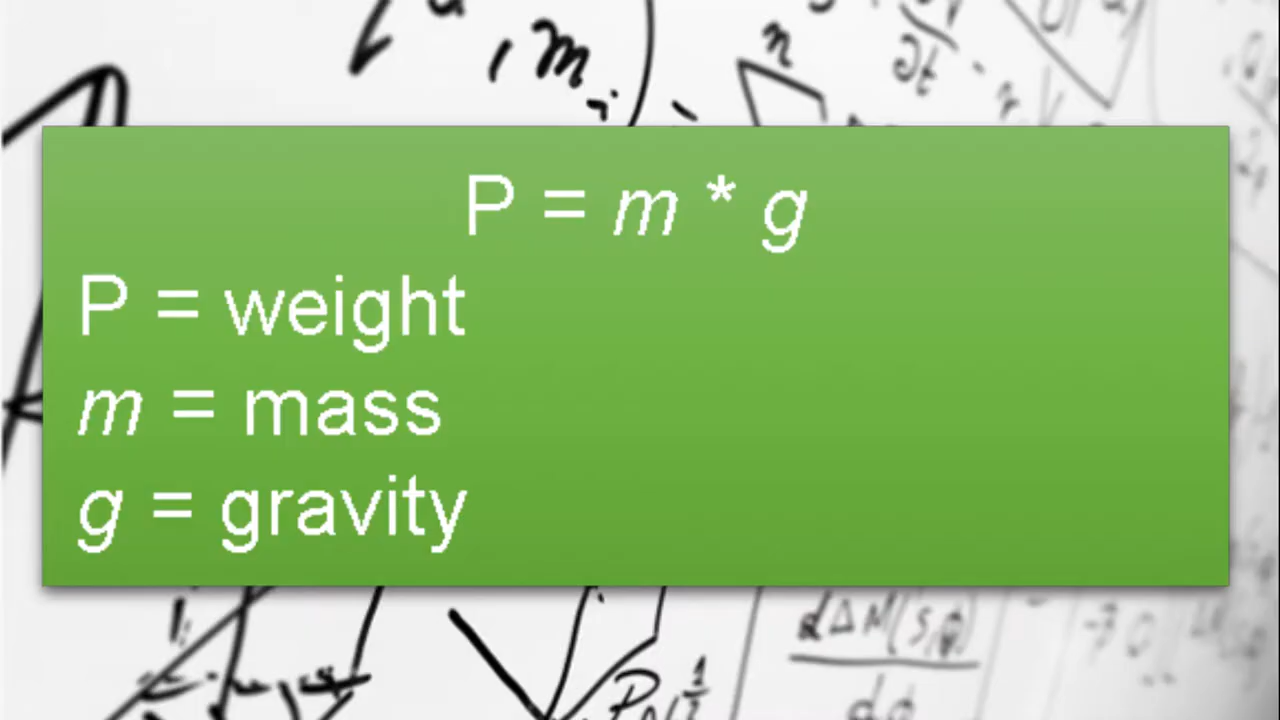 P = m * g
P = weight
m = mass
g = gravity